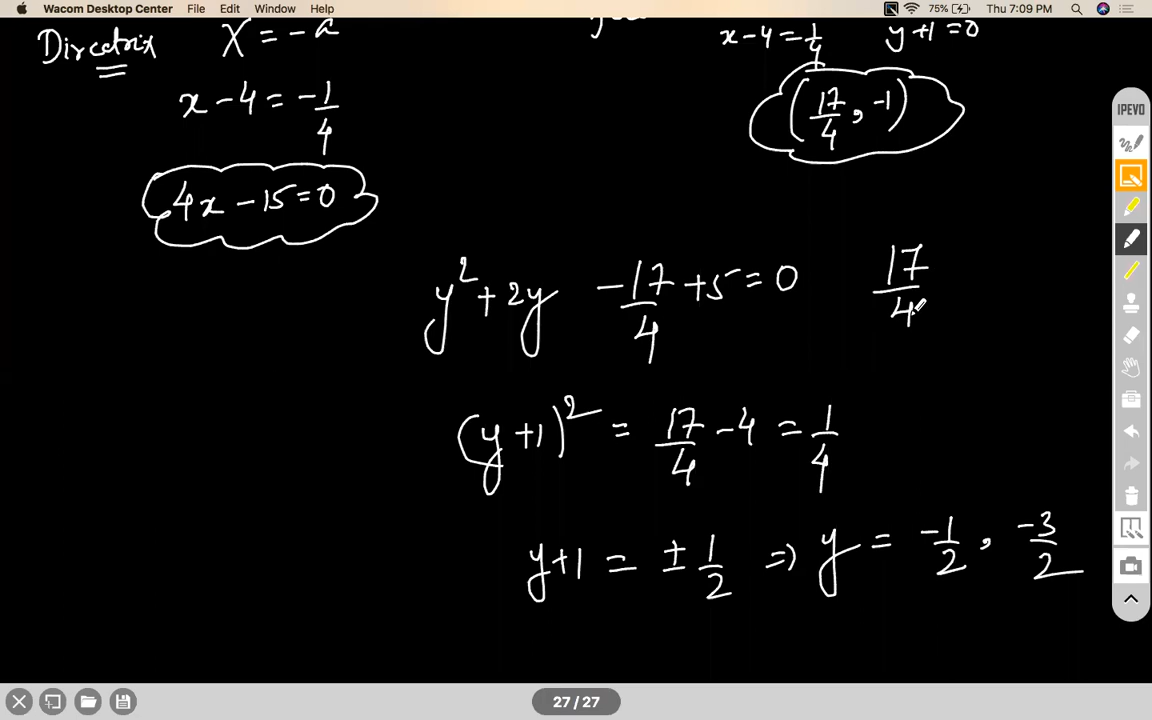 Wacom Desktop Center File Edit Window Help 75% Thu 7:09 PM
Directrix X = -a
x-4 = 1/4 y+1 = 0
x - 4 = -1/4
(17/4, -1)
4x - 15 = 0
IPEVO
y² + 2y - 17/4 + 5 = 0 17/4
(y+1)² = 17/4 - 4 = 1/4
y+1 = ± 1/2 ⇒ y = -1/2, -3/2
27/27